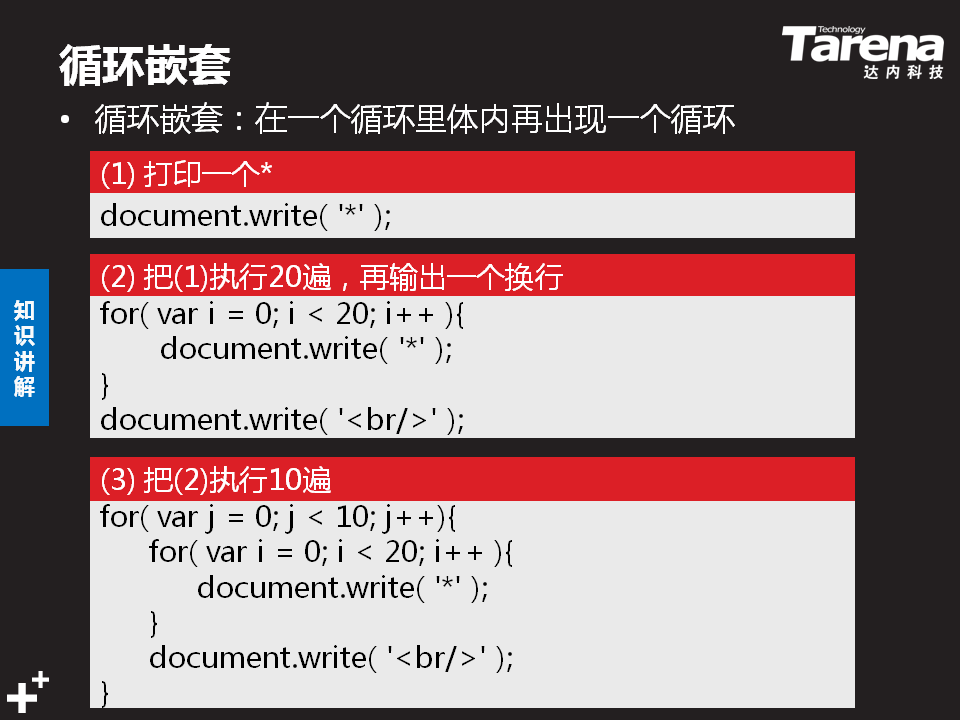 Technology
Tarena
达内科技
循环嵌套
• 循环嵌套：在一个循环里体内再出现一个循环
(1) 打印一个*
document.write( '*' );
(2) 把(1)执行20遍，再输出一个换行
for( var i = 0; i < 20; i++ ){
document.write( '*' );
}
document.write( '<br/>' );
知识讲解
(3) 把(2)执行10遍
for( var j = 0; j < 10; j++){
for( var i = 0; i < 20; i++ ){
document.write( '*' );
}
document.write( '<br/>' );
}